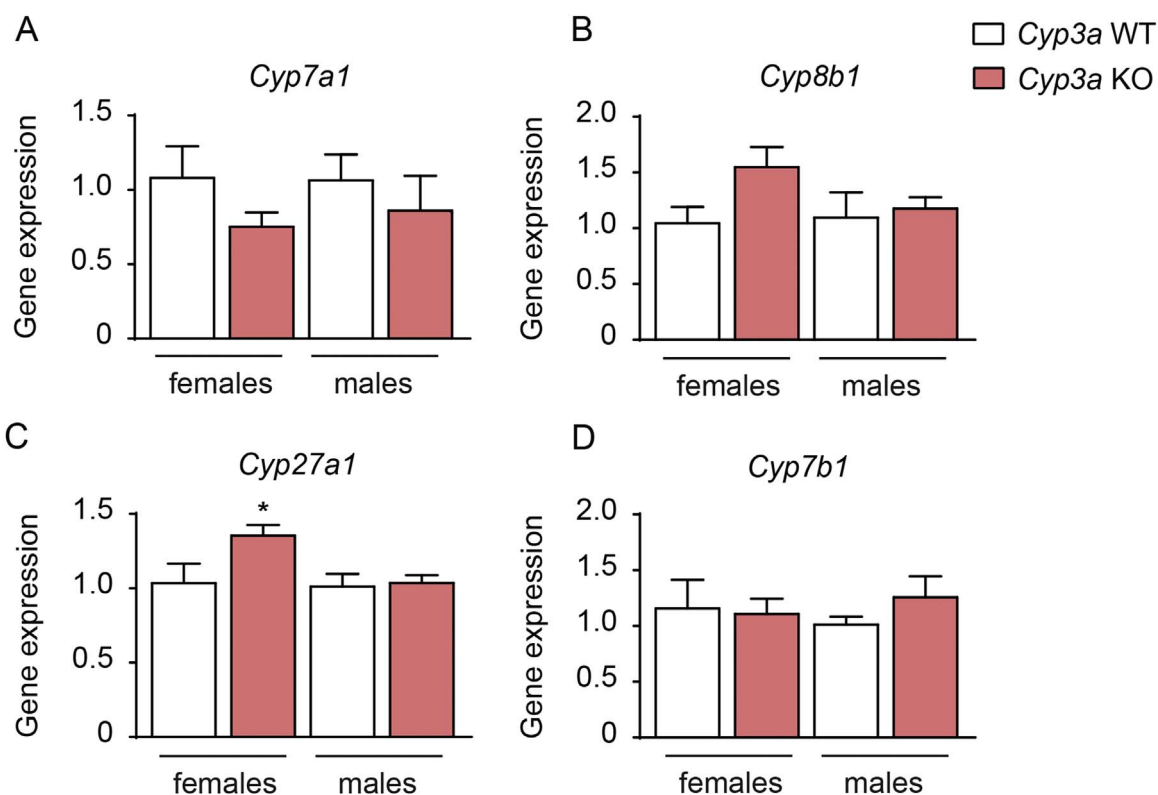 A
Cyp7a1
Gene expression
1.5
1.0
0.5
0
females males
B
Cyp8b1
Cyp3a WT
Cyp3a KO
Gene expression
2.0
1.5
1.0
0.5
0
females males
C
Cyp27a1
Gene expression
1.5
1.0
0.5
0
*
females males
D
Cyp7b1
Gene expression
2.0
1.5
1.0
0.5
0
females males